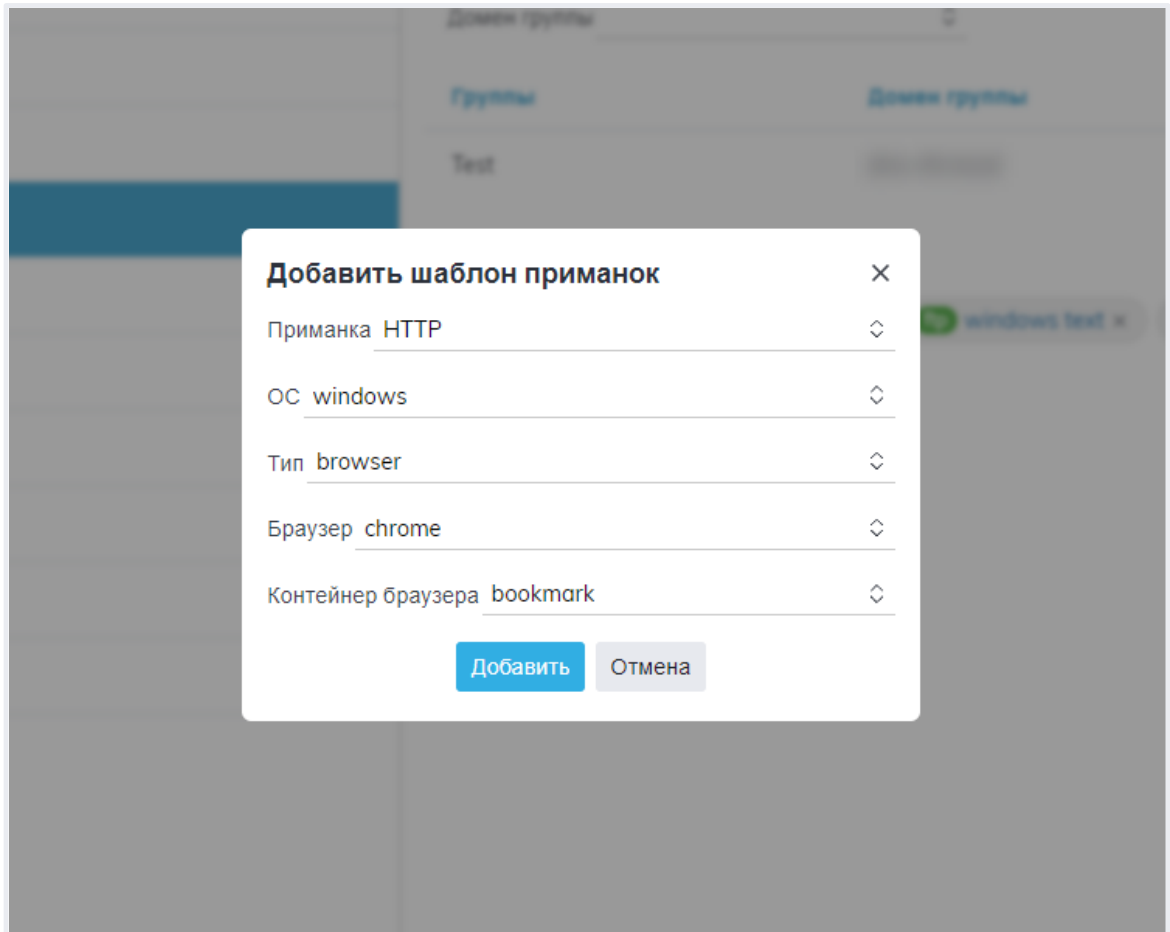 Домен группы
Группы Домен группы
Test
Добавить шаблон приманок
Приманка HTTP
windows text
ОС windows
Тип browser
Браузер chrome
Контейнер браузера bookmark
Добавить Отмена